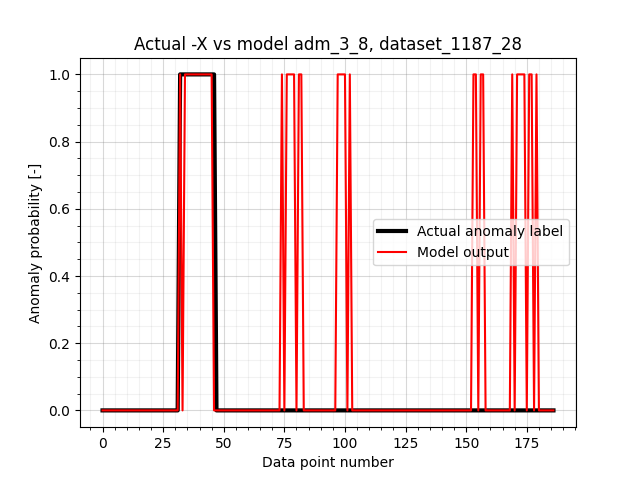 Actual -X vs model adm_3_8, dataset_1187_28
1.0
0.8
0.6
0.4
0.2
0.0
Anomaly probability [-]
Actual anomaly label
Model output
0 25 50 75 100 125 150 175
Data point number